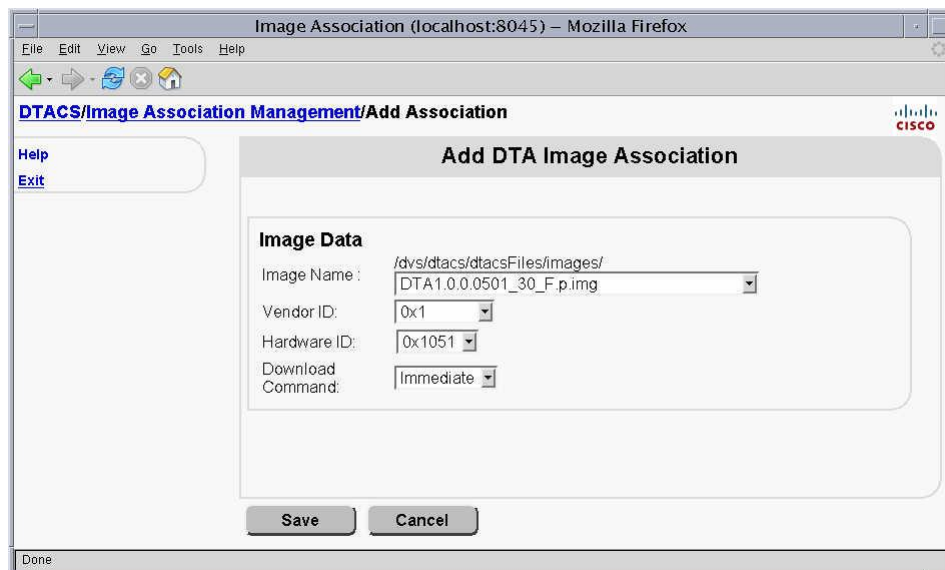 Image Association (localhost:8045) – Mozilla Firefox
File Edit View Go Tools Help
DTACS/Image Association Management/Add Association
CISCO
Help
Exit
Add DTA Image Association
Image Data
/dvs/dtacs/dtacsFiles/images/
Image Name : DTA1.0.0.0501_30_F.p.img
Vendor ID: 0x1
Hardware ID: 0x1051
Download
Command: Immediate
Save Cancel
Done